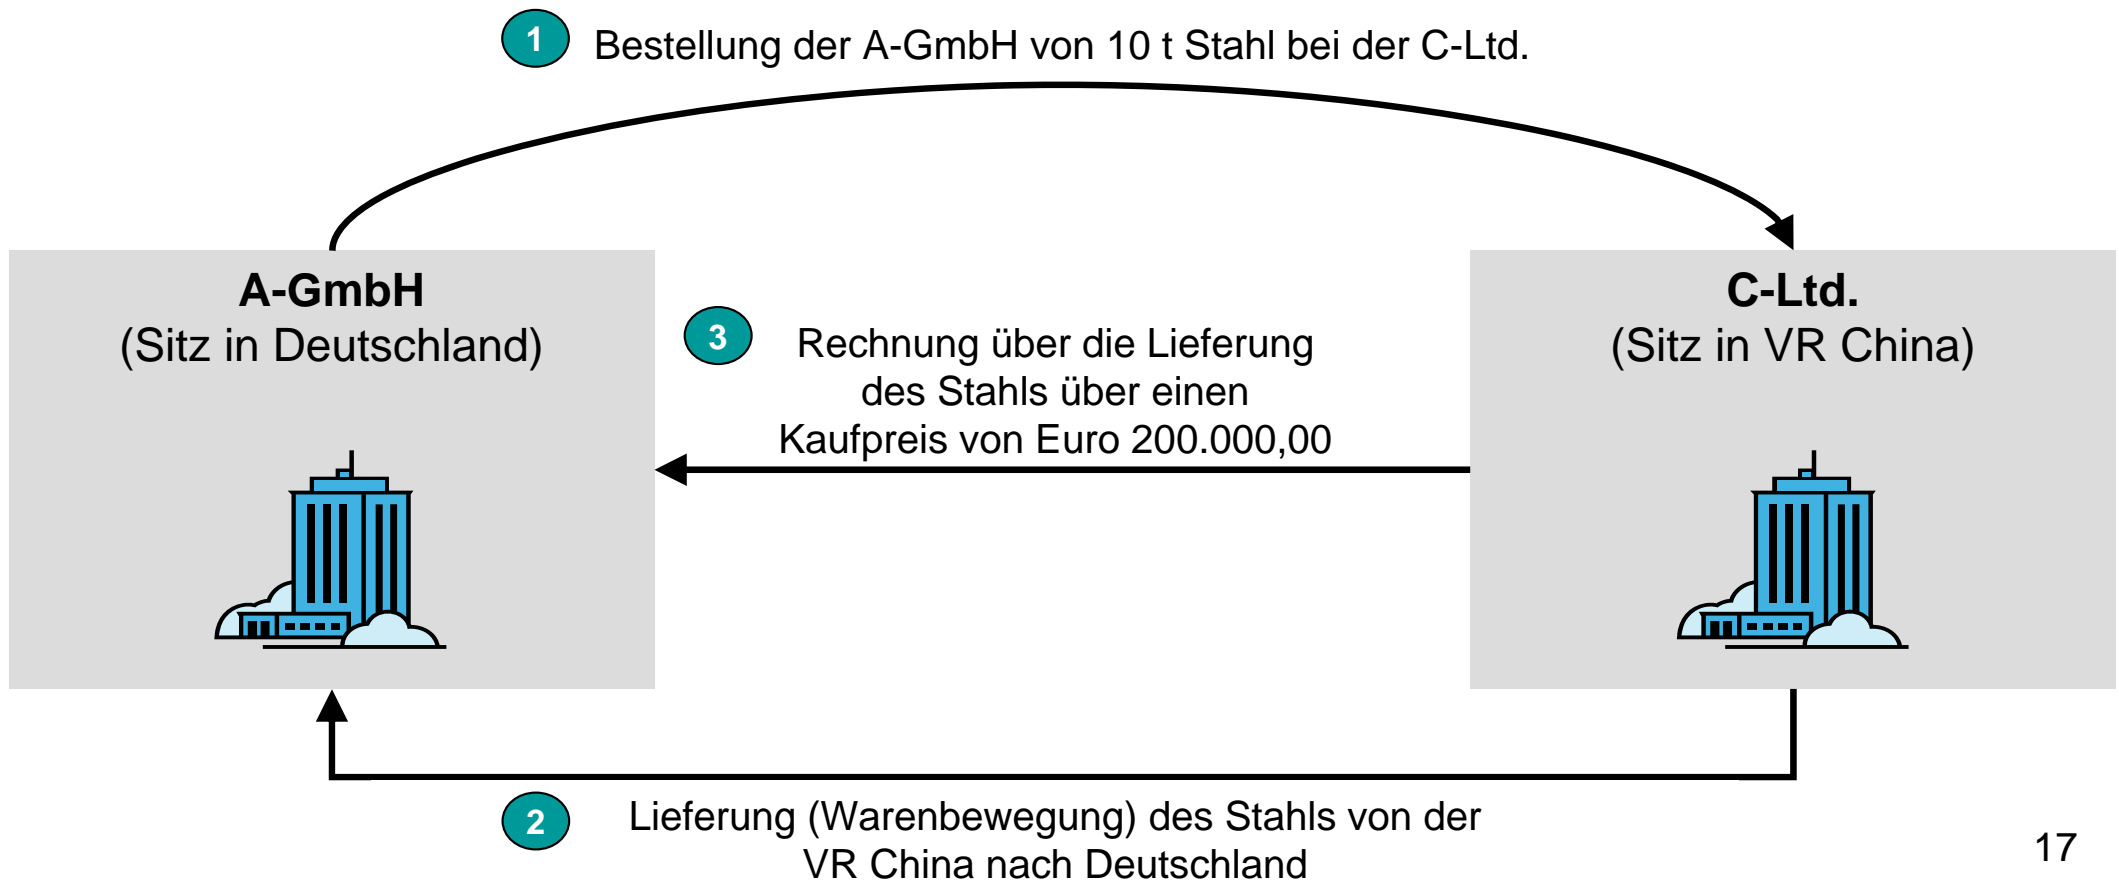 1
Bestellung der A-GmbH von 10 t Stahl bei der C-Ltd.
A-GmbH
(Sitz in Deutschland)
3
Rechnung über die Lieferung
des Stahls über einen
Kaufpreis von Euro 200.000,00
C-Ltd.
(Sitz in VR China)
2
Lieferung (Warenbewegung) des Stahls von der
VR China nach Deutschland
17